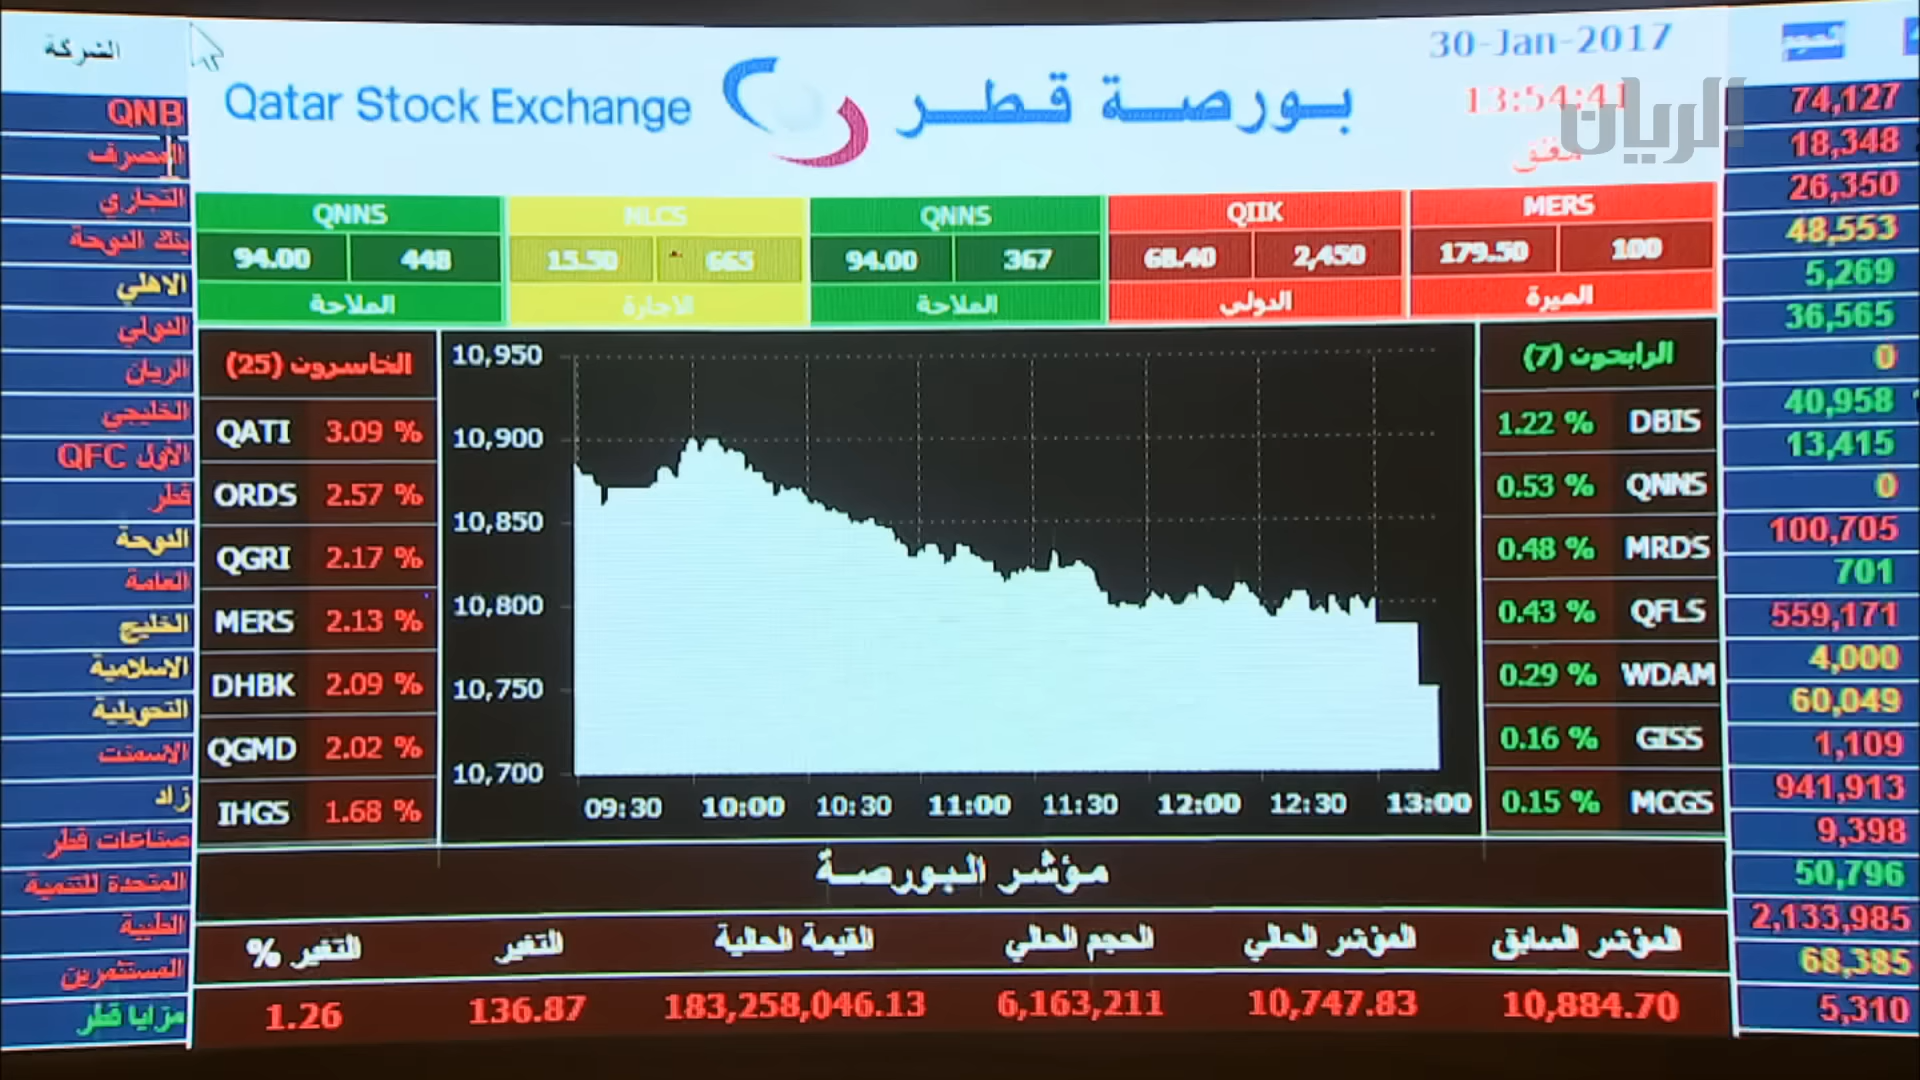 الشركة
QNB
المصرف
التجاري
بنك الدوحة
الاهلي
الدولي
الريان
الخليجي
الأول QFC
قطر
الدوحة
العامة
الخليج
الاسلامية
التحويلية
الاسمنت
زاد
صناعات قطر
المتحدة للتنمية
الطبية
المستثمرين
مزايا قطر
Qatar Stock Exchange
بورصة قطر
30-Jan-2017
13:54:41
مغلق
الريان
QNNS
94.00 448
الملاحة
NLCS
15.50 665
الاجارة
QNNS
94.00 367
الملاحة
QIIK
68.40 2,450
الدولي
MERS
179.50 100
الميرة
الخاسرون (25)
QATI 3.09 %
ORDS 2.57 %
QGRI 2.17 %
MERS 2.13 %
DHBK 2.09 %
QGMD 2.02 %
IHGS 1.68 %
10,950
10,900
10,850
10,800
10,750
10,700
09:30 10:00 10:30 11:00 11:30 12:00 12:30 13:00
الرابحون (7)
1.22 % DBIS
0.53 % QNNS
0.48 % MRDS
0.43 % QFLS
0.29 % WDAM
0.16 % GISS
0.15 % MCGS
مؤشر البورصة
المؤشر السابق المؤشر الحالي الحجم الحالي القيمة الحالية التغير التغير %
1.26 136.87 183,258,046.13 6,163,211 10,747.83 10,884.70
الحجم
74,127
18,348
26,350
48,553
5,269
36,565
0
40,958
13,415
0
100,705
701
559,171
4,000
60,049
1,109
941,913
9,398
50,796
2,133,985
68,385
5,310